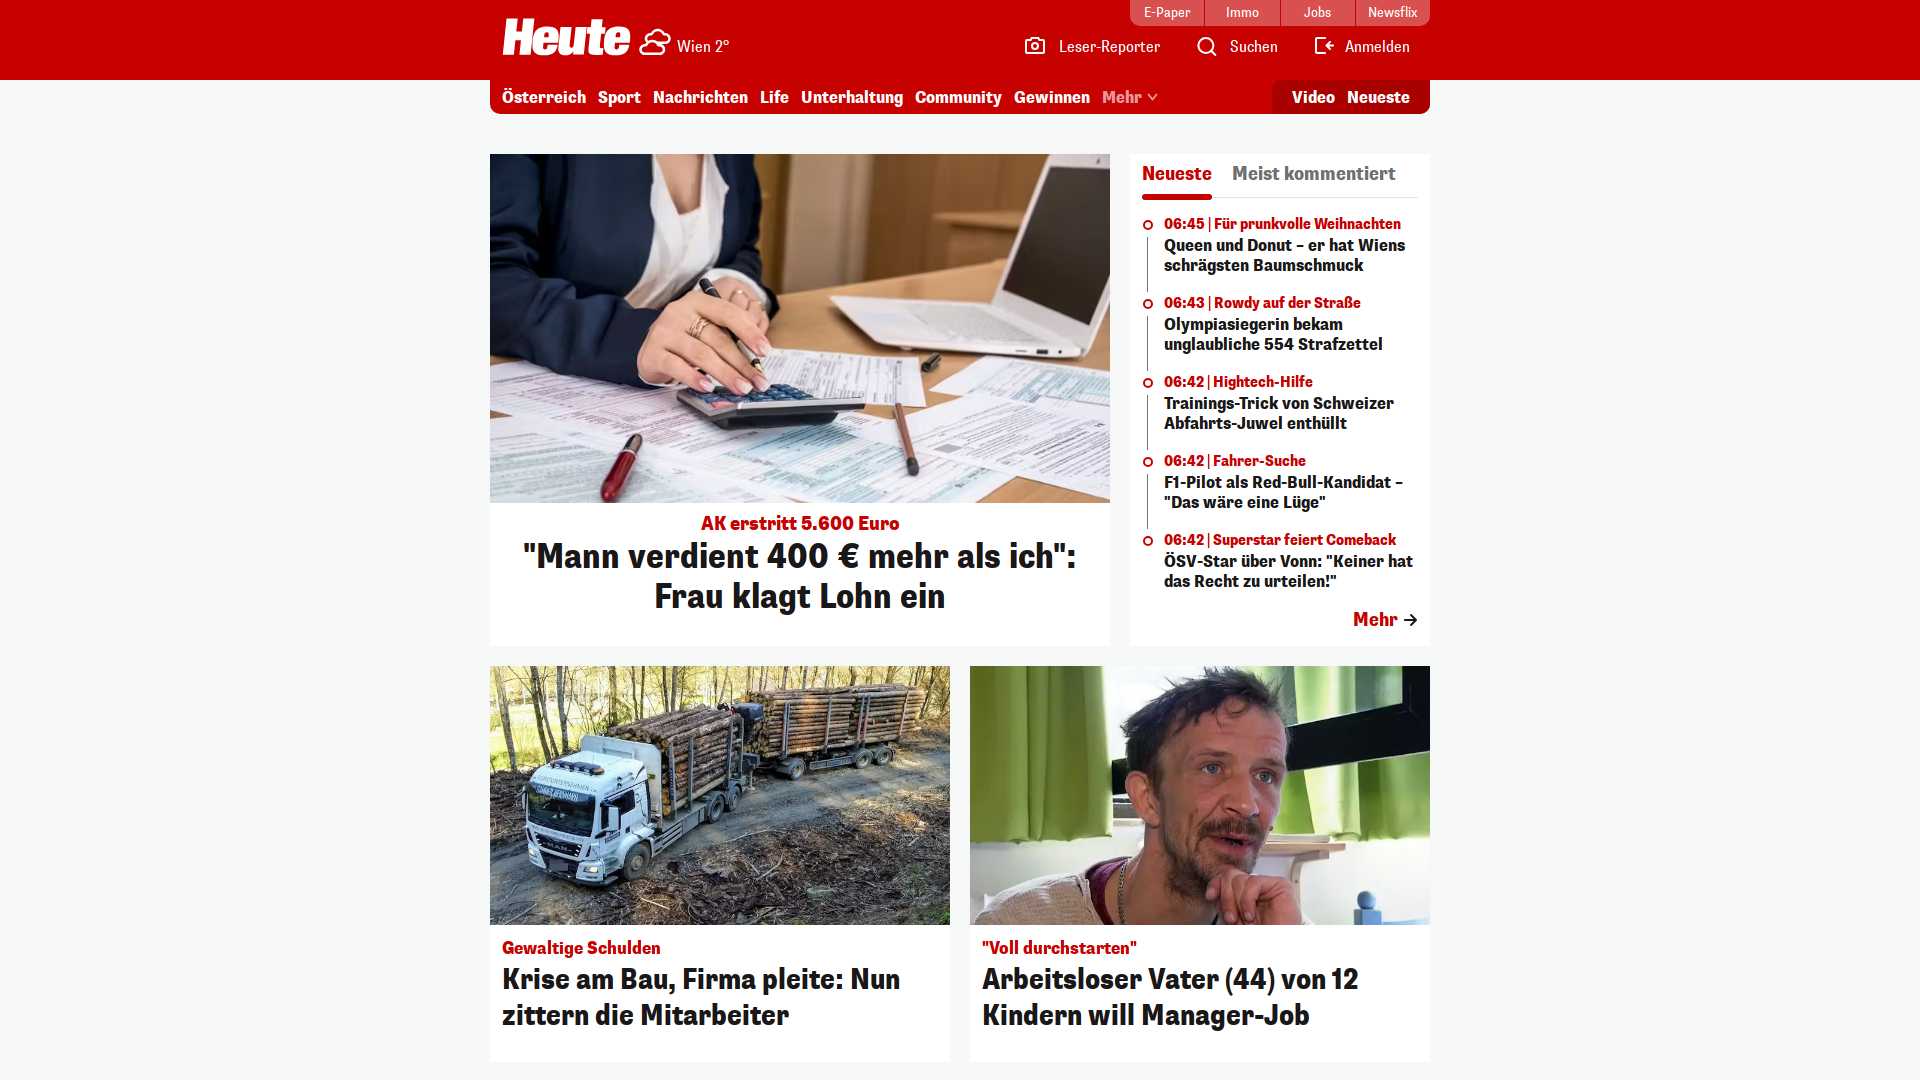 E-Paper
Immo
Jobs
Newsflix
Heute
Wien 2°
Leser-Reporter
Suchen
Anmelden
Österreich
Sport
Nachrichten
Life
Unterhaltung
Community
Gewinnen
Mehr
Video
Neueste
AK erstritt 5.600 Euro
"Mann verdient 400 € mehr als ich":
Frau klagt Lohn ein
Neueste
Meist kommentiert
06:45 | Für prunkvolle Weihnachten
Queen und Donut – er hat Wiens
schrägsten Baumschmuck
06:43 | Rowdy auf der Straße
Olympiasiegerin bekam
unglaubliche 554 Strafzettel
06:42 | Hightech-Hilfe
Trainings-Trick von Schweizer
Abfahrts-Juwel enthüllt
06:42 | Fahrer-Suche
F1-Pilot als Red-Bull-Kandidat –
"Das wäre eine Lüge"
06:42 | Superstar feiert Comeback
ÖSV-Star über Vonn: "Keiner hat
das Recht zu urteilen!"
Mehr
MAN
Gewaltige Schulden
Krise am Bau, Firma pleite: Nun
zittern die Mitarbeiter
"Voll durchstarten"
Arbeitsloser Vater (44) von 12
Kindern will Manager-Job